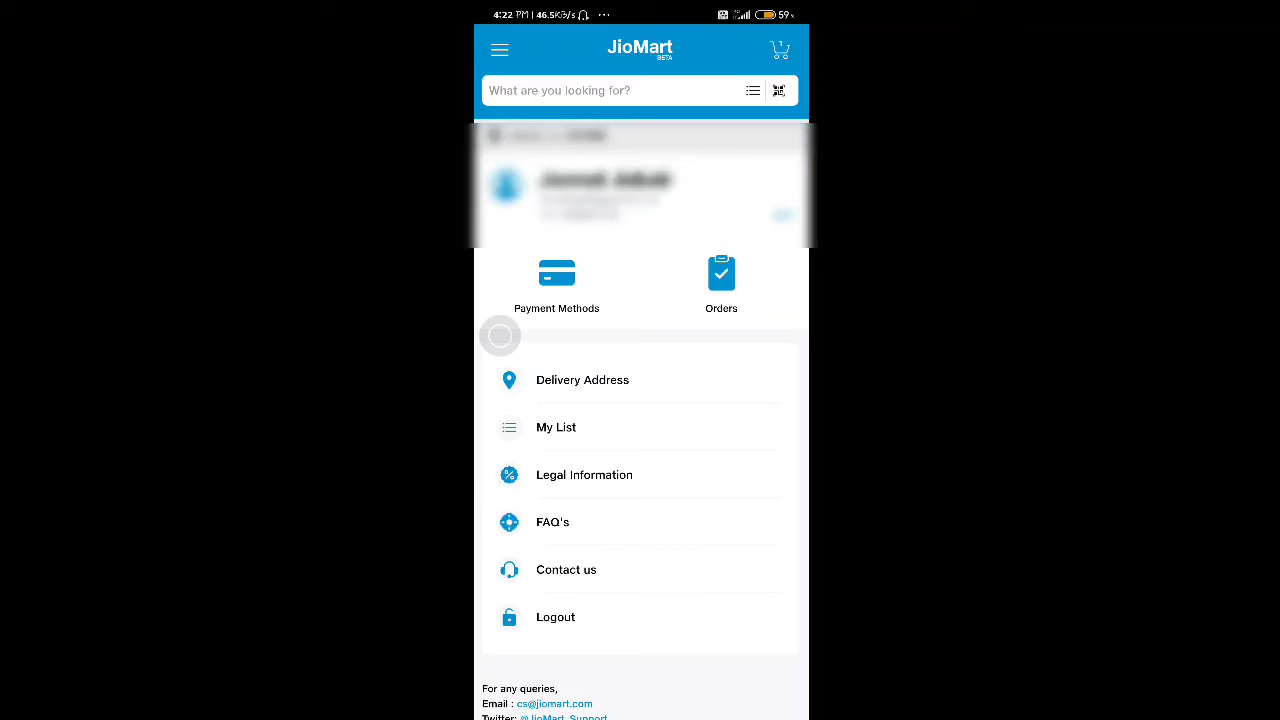 4:22 PM | 46.5KB/s ··· 59%
JioMart
BETA
What are you looking for?
Payment Methods
Orders
Delivery Address
My List
Legal Information
FAQ's
Contact us
Logout
For any queries,
Email : cs@jiomart.com
Twitter: @JioMart_Support